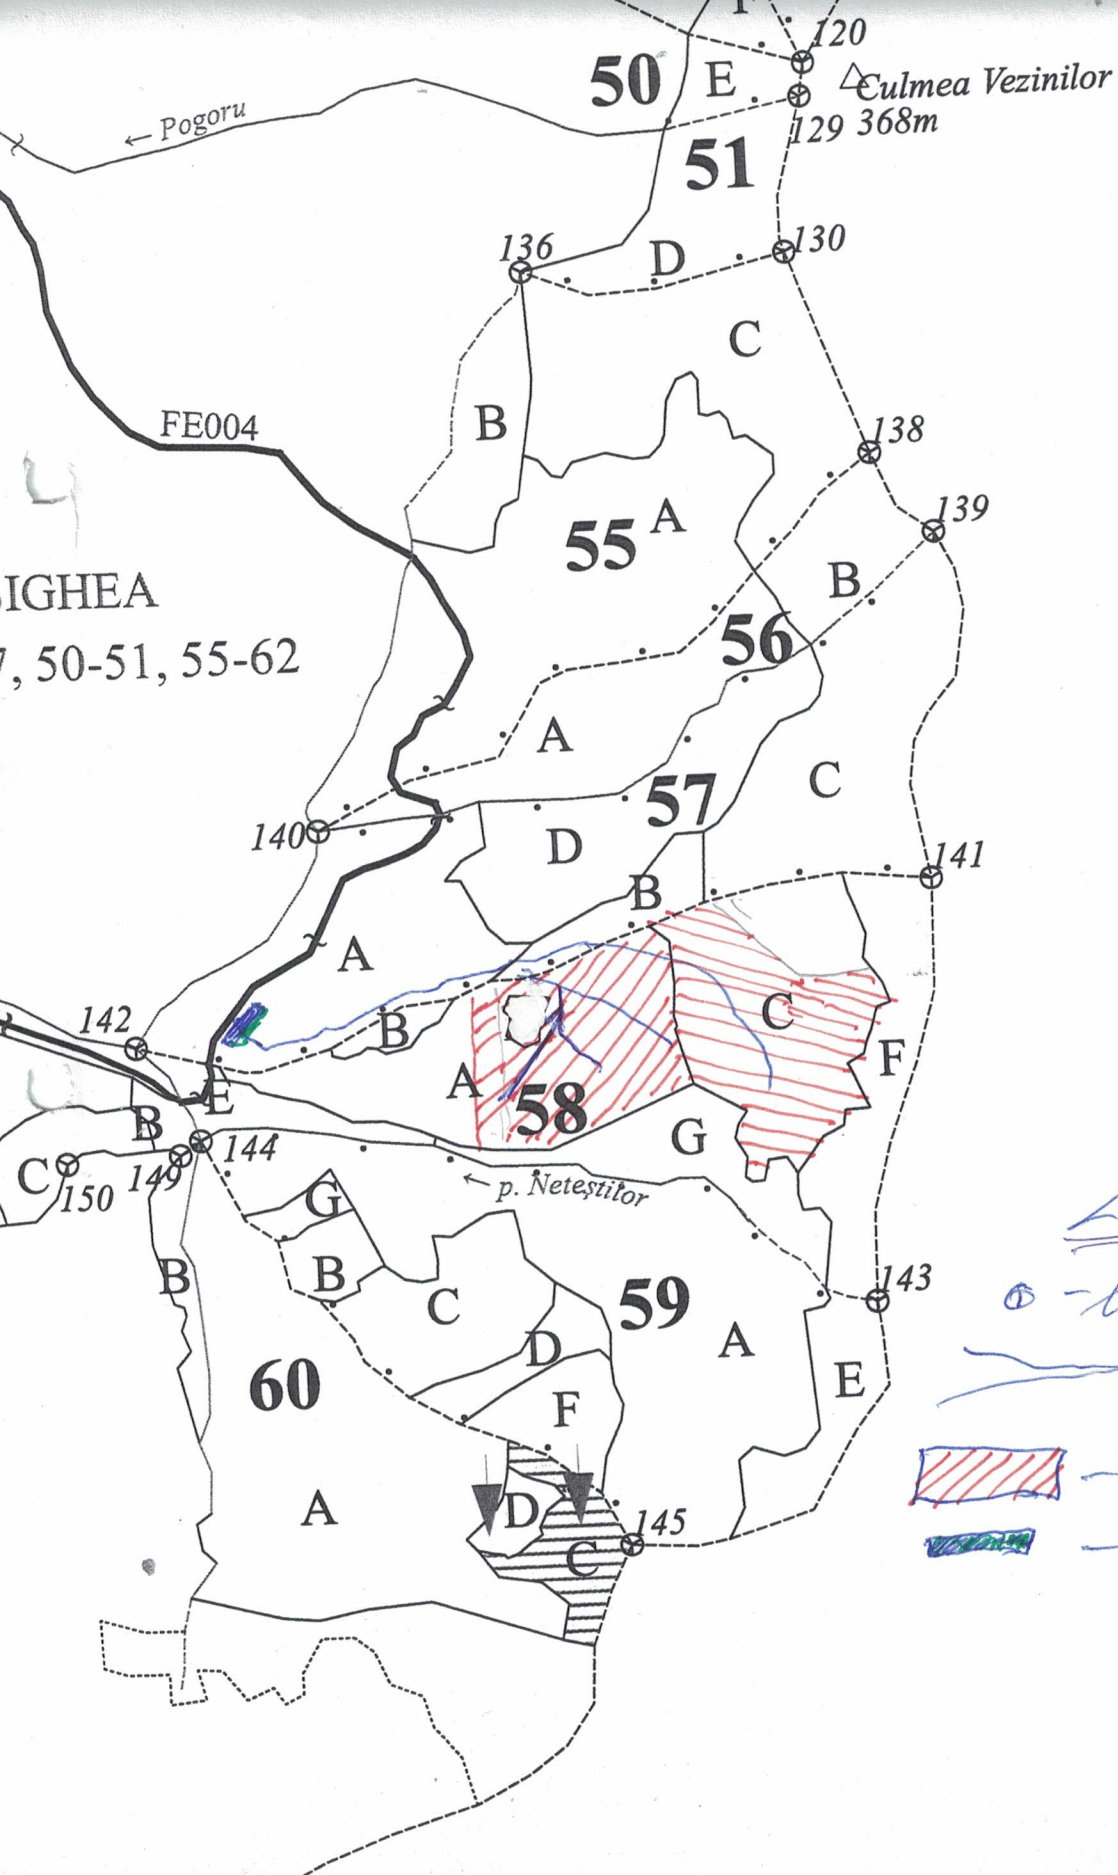 120
50 E
Culmea Vezinilor
129 368m
← Pogoru
51
136
130
D
C
B
138
FE004
A
55
139
B
IGHEA
56
, 50-51, 55-62
A
C
57
140
D
141
B
A
C
142
B
F
E
A
58
B
G
144
C
149
150
← p. Neteștilor
G
B
B
143
C
59
D
A
60
E
F
A
D
145
C